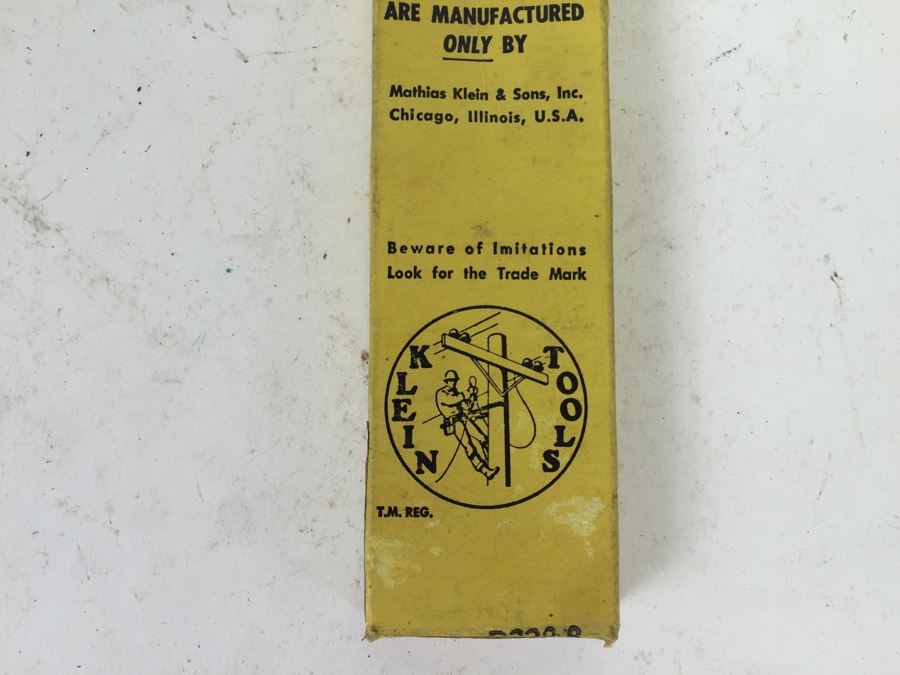 ARE MANUFACTURED
ONLY BY
Mathias Klein & Sons, Inc.
Chicago, Illinois, U.S.A.
Beware of Imitations
Look for the Trade Mark
KLEIN TOOLS
T.M. REG.